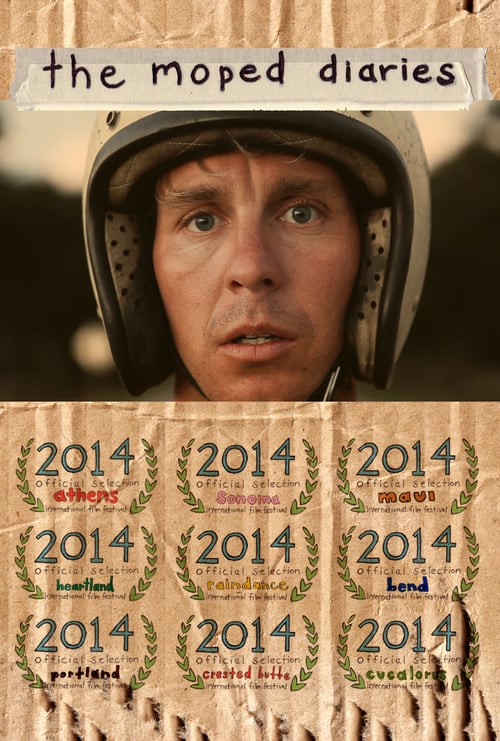 the moped diaries
2014
official selection
athens
international film festival
2014
official selection
sonoma
international film festival
2014
official selection
maui
international film festival
2014
official selection
heartland
international film festival
2014
official selection
raindance
international film festival
2014
official selection
bend
international film festival
2014
official selection
portland
international film festival
2014
official selection
crested butte
international film festival
2014
official selection
cucalorus
international film festival